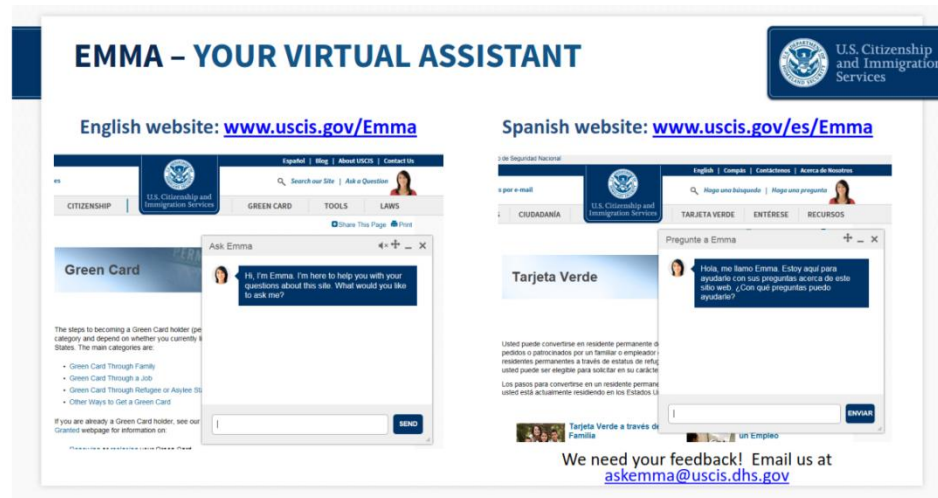 EMMA – YOUR VIRTUAL ASSISTANT
U.S. Citizenship
and Immigration
Services
English website: www.uscis.gov/Emma
Español | Blog | About USCIS | Contact Us
Search our Site | Ask a Question
U.S. Citizenship and
Immigration Services
CITIZENSHIP
GREEN CARD
TOOLS
LAWS
Share This Page
Print
Green Card
Ask Emma
Hi, I'm Emma. I'm here to help you with your
questions about this site. What would you like
to ask me?
The steps to becoming a Green Card holder (pe
category and depend on whether you currently li
States. The main categories are:
• Green Card Through Family
• Green Card Through a Job
• Green Card Through Refugee or Asylee St
• Other Ways to Get a Green Card
If you are already a Green Card holder, see our
Granted webpage for information on:
SEND
Spanish website: www.uscis.gov/es/Emma
o de Seguridad Nacional
English | Compás | Contáctenos | Acerca de Nosotros
s por e-mail
Haga una búsqueda | Haga una pregunta
U.S. Citizenship and
Immigration Services
CIUDADANÍA
TARJETA VERDE
ENTÉRESE
RECURSOS
Tarjeta Verde
Pregunte a Emma
Hola, me llamo Emma. Estoy aquí para
ayudarle con sus preguntas acerca de este
sitio web. ¿Con qué preguntas puedo
ayudarle?
Usted puede convertirse en residente permanente d
pedidos o patrocinados por un familiar o empleador
residentes permanentes a través de estatus de refug
usted puede ser elegible para solicitar en su carácte
Los pasos para convertirse en un residente permane
usted está actualmente residiendo en los Estados U
ENVIAR
Tarjeta Verde a través de
Familia
un Empleo
We need your feedback! Email us at
askemma@uscis.dhs.gov